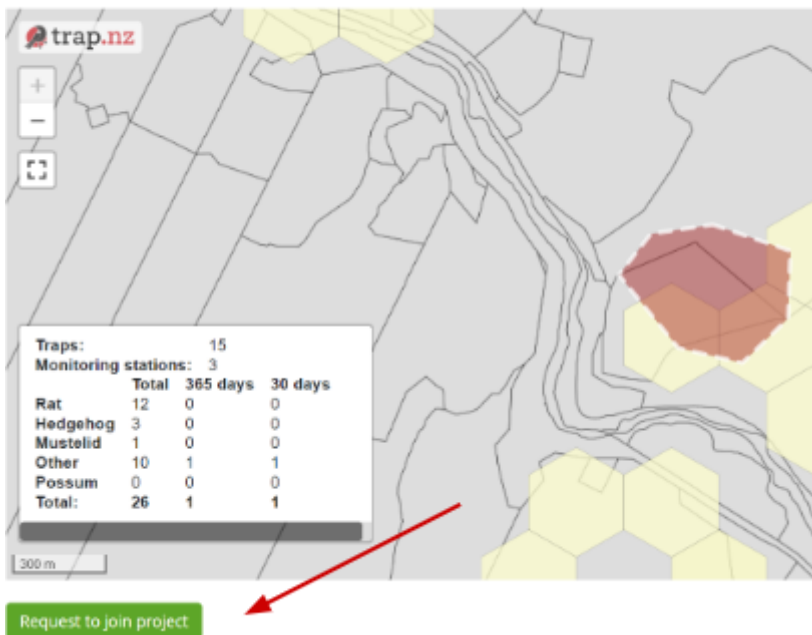 trap.nz
+
−
Traps: 15
Monitoring stations: 3
Total 365 days 30 days
Rat 12 0 0
Hedgehog 3 0 0
Mustelid 1 0 0
Other 10 1 1
Possum 0 0 0
Total: 26 1 1
300 m
Request to join project